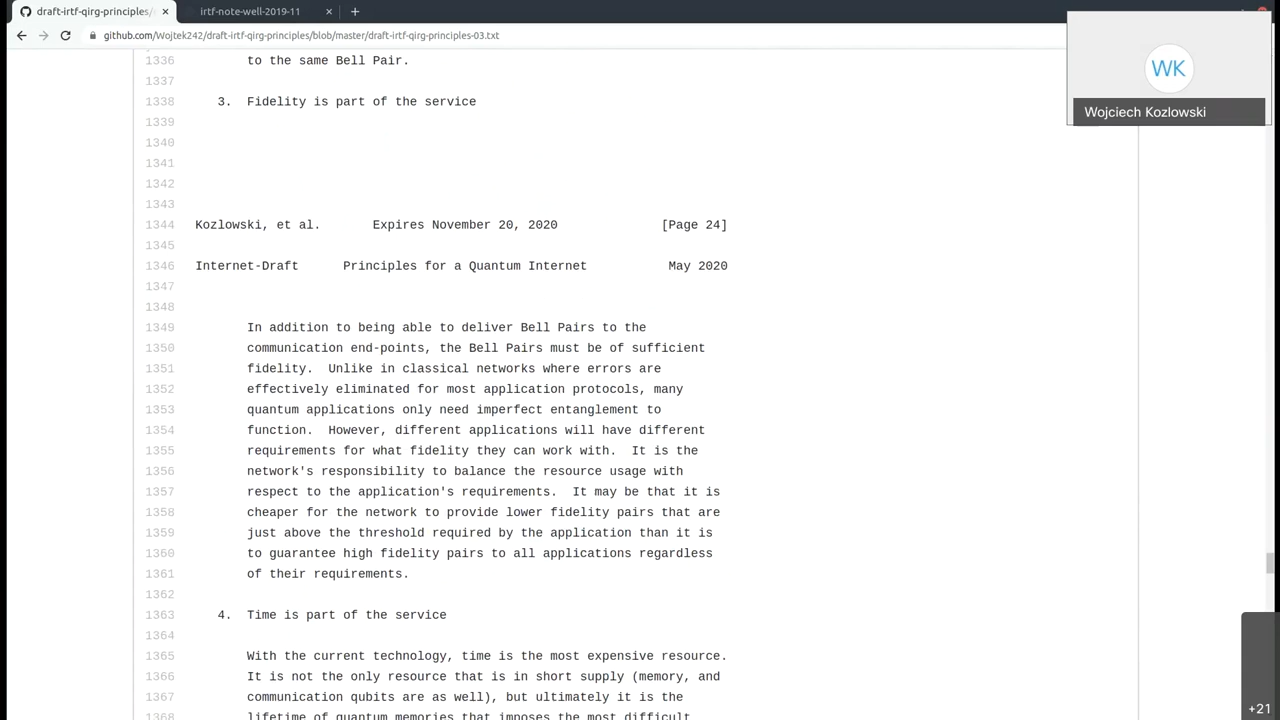 draft-irtf-qirg-principles/ × irtf-note-well-2019-11 × +
github.com/Wojtek242/draft-irtf-qirg-principles/blob/master/draft-irtf-qirg-principles-03.txt
WK
Wojciech Kozlowski
1336 to the same Bell Pair.
1337
1338 3. Fidelity is part of the service
1339
1340
1341
1342
1343
1344 Kozlowski, et al. Expires November 20, 2020 [Page 24]
1345
1346 Internet-Draft Principles for a Quantum Internet May 2020
1347
1348
1349 In addition to being able to deliver Bell Pairs to the
1350 communication end-points, the Bell Pairs must be of sufficient
1351 fidelity. Unlike in classical networks where errors are
1352 effectively eliminated for most application protocols, many
1353 quantum applications only need imperfect entanglement to
1354 function. However, different applications will have different
1355 requirements for what fidelity they can work with. It is the
1356 network's responsibility to balance the resource usage with
1357 respect to the application's requirements. It may be that it is
1358 cheaper for the network to provide lower fidelity pairs that are
1359 just above the threshold required by the application than it is
1360 to guarantee high fidelity pairs to all applications regardless
1361 of their requirements.
1362
1363 4. Time is part of the service
1364
1365 With the current technology, time is the most expensive resource.
1366 It is not the only resource that is in short supply (memory, and
1367 communication qubits are as well), but ultimately it is the
1368 lifetime of quantum memories that imposes the most difficult
+21